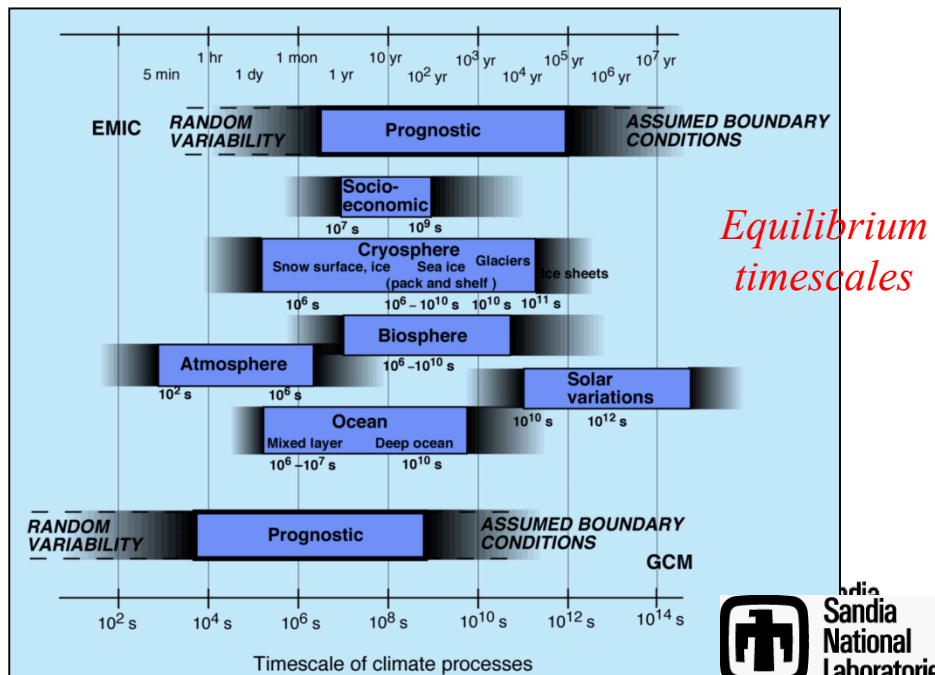 1 hr 1 mon 10 yr 10³ yr 10⁵ yr 10⁷ yr
5 min 1 dy 1 yr 10² yr 10⁴ yr 10⁶ yr
EMIC
RANDOM
VARIABILITY
Prognostic
ASSUMED BOUNDARY
CONDITIONS
Socio-
economic
10⁷ s 10⁹ s
Equilibrium
timescales
Cryosphere
Snow surface, ice Sea ice Glaciers
(pack and shelf )
Ice sheets
10⁶ s 10⁶ – 10¹⁰ s 10¹⁰ s 10¹¹ s
Biosphere
10⁶ –10¹⁰ s
Atmosphere
10² s 10⁶ s
Solar
variations
10¹⁰ s 10¹² s
Ocean
Mixed layer Deep ocean
10⁶ –10⁷ s 10¹⁰ s
RANDOM
VARIABILITY
Prognostic
ASSUMED BOUNDARY
CONDITIONS
GCM
10² s 10⁴ s 10⁶ s 10⁸ s 10¹⁰ s 10¹² s 10¹⁴ s
Timescale of climate processes
Sandia
National
Laboratorie